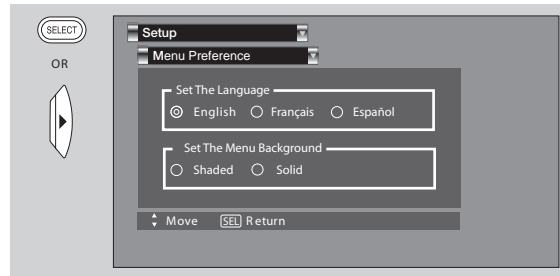 SELECT
OR
Setup
Menu Preference
Set The Language
English Français Español
Set The Menu Background
Shaded Solid
Move SEL Return